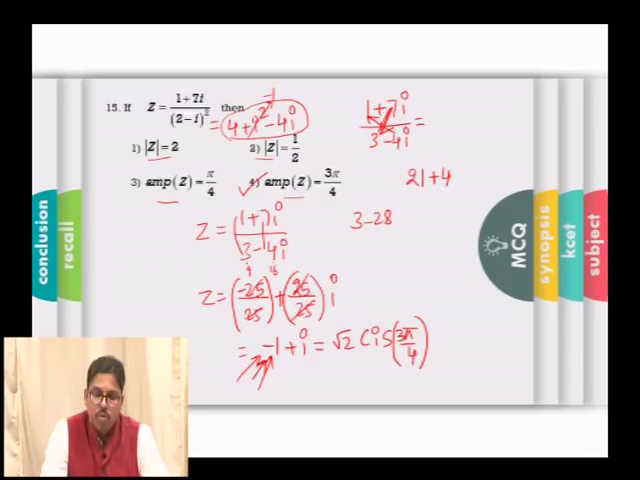 15. If Z = (1+7i)/(2−i)² then
= 4+i² −4i
−1
1) |Z|=2 2) |Z|=1/2
3) amp(Z)=π/4 4) amp(Z)=3π/4
(1+7i)/(3−4i) =
21+4
3−28
Z = (1+7i)/(3−4i)
9 16
Z = (−25/25) + (25/25) i
= −1+i = √2 Cis(3π/4)
conclusion
recall
MCQ
synopsis
kcet
subject